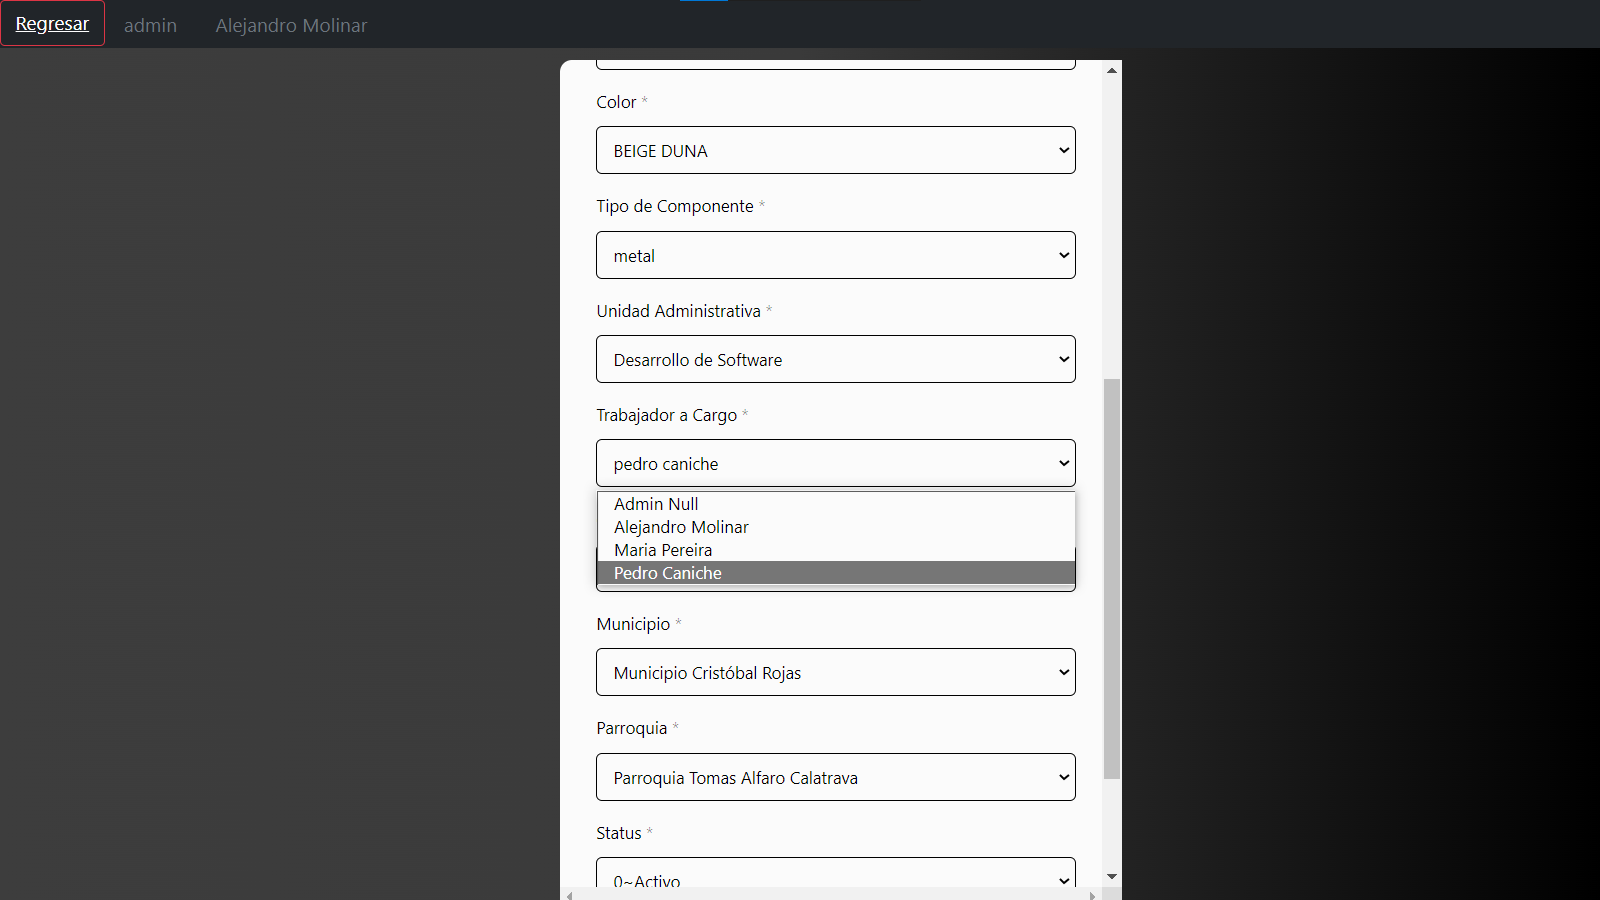 Regresar admin Alejandro Molinar
Color *
BEIGE DUNA
Tipo de Componente *
metal
Unidad Administrativa *
Desarrollo de Software
Trabajador a Cargo *
pedro caniche
Admin Null
Alejandro Molinar
Maria Pereira
Pedro Caniche
Municipio *
Municipio Cristóbal Rojas
Parroquia *
Parroquia Tomas Alfaro Calatrava
Status *
0~Activo